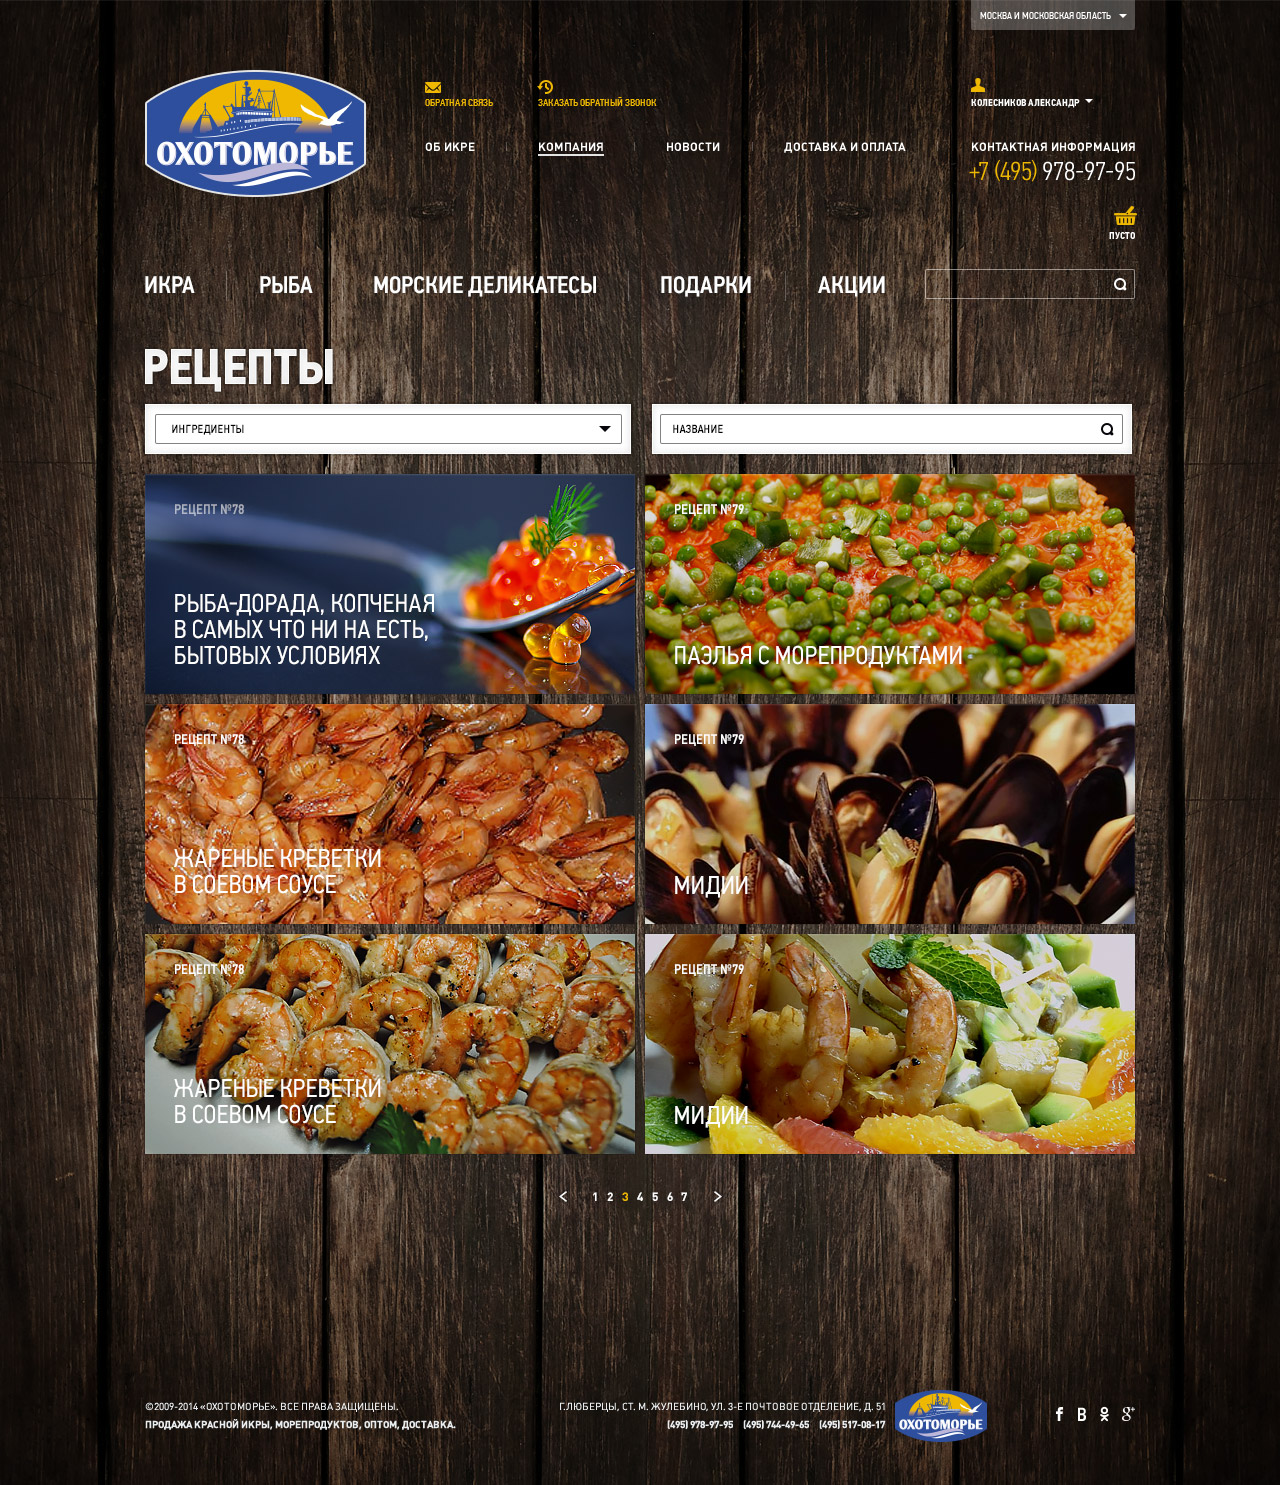 МОСКВА И МОСКОВСКАЯ ОБЛАСТЬ
ОХОТОМОРЬЕ
ОБРАТНАЯ СВЯЗЬ
ЗАКАЗАТЬ ОБРАТНЫЙ ЗВОНОК
КОЛЕСНИКОВ АЛЕКСАНДР
ОБ ИКРЕ
КОМПАНИЯ
НОВОСТИ
ДОСТАВКА И ОПЛАТА
КОНТАКТНАЯ ИНФОРМАЦИЯ
+7 (495) 978-97-95
ПУСТО
ИКРА
РЫБА
МОРСКИЕ ДЕЛИКАТЕСЫ
ПОДАРКИ
АКЦИИ
РЕЦЕПТЫ
ИНГРЕДИЕНТЫ
НАЗВАНИЕ
РЕЦЕПТ №78
РЫБА-ДОРАДА, КОПЧЕНАЯ
В САМЫХ ЧТО НИ НА ЕСТЬ,
БЫТОВЫХ УСЛОВИЯХ
РЕЦЕПТ №79
ПАЭЛЬЯ С МОРЕПРОДУКТАМИ
РЕЦЕПТ №78
ЖАРЕНЫЕ КРЕВЕТКИ
В СОЕВОМ СОУСЕ
РЕЦЕПТ №79
МИДИИ
РЕЦЕПТ №78
ЖАРЕНЫЕ КРЕВЕТКИ
В СОЕВОМ СОУСЕ
РЕЦЕПТ №79
МИДИИ
1 2 3 4 5 6 7
©2009-2014 «ОХОТОМОРЬЕ». ВСЕ ПРАВА ЗАЩИЩЕНЫ.
ПРОДАЖА КРАСНОЙ ИКРЫ, МОРЕПРОДУКТОВ, ОПТОМ, ДОСТАВКА.
Г.ЛЮБЕРЦЫ, СТ. М. ЖУЛЕБИНО, УЛ. 3-Е ПОЧТОВОЕ ОТДЕЛЕНИЕ, Д. 51
(495) 978-97-95 (495) 744-49-65 (495) 517-08-17
ОХОТОМОРЬЕ